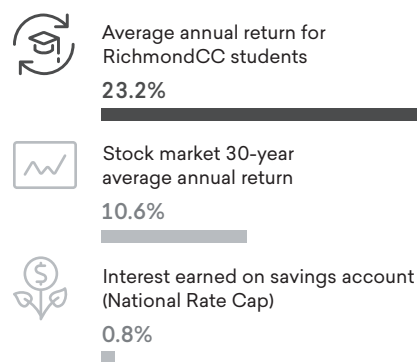 Average annual return for
RichmondCC students
23.2%
Stock market 30-year
average annual return
10.6%
$
Interest earned on savings account
(National Rate Cap)
0.8%